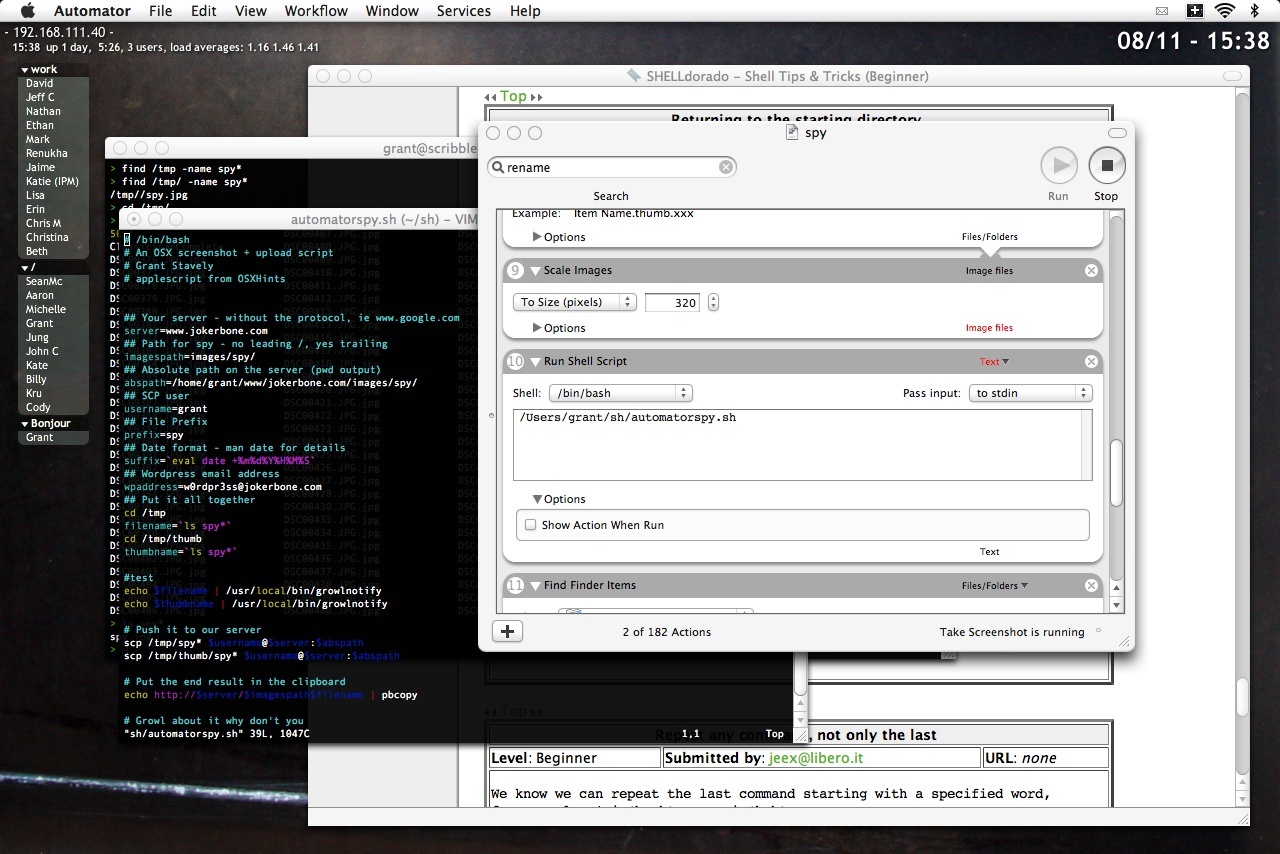 Automator File Edit View Workflow Window Services Help
- 192.168.111.40 -
15:38 up 1 day, 5:26, 3 users, load averages: 1.16 1.46 1.41
08/11 - 15:38
work
David
Jeff C
Nathan
Ethan
Mark
Renukha
Jaime
Katie (IPM)
Lisa
Erin
Chris M
Christina
Beth
/
SeanMc
Aaron
Michelle
Grant
Jung
John C
Kate
Billy
Kru
Cody
Bonjour
Grant
SHELLdorado – Shell Tips & Tricks (Beginner)
Top
Returning to the starting directory
grant@scribble
> find /tmp -name spy*
> find /tmp/ -name spy*
/tmp//spy.jpg
> cd /tmp/
automatorspy.sh (~/sh) – VIM
# /bin/bash
# An OSX screenshot + upload script
# Grant Stavely
# applescript from OSXHints
## Your server - without the protocol, ie www.google.com
server=www.jokerbone.com
## Path for spy - no leading /, yes trailing
imagespath=images/spy/
## Absolute path on the server (pwd output)
abspath=/home/grant/www/jokerbone.com/images/spy/
## SCP user
username=grant
## File Prefix
prefix=spy
## Date format - man date for details
suffix=`eval date +%m%d%Y%H%M%S`
## Wordpress email address
wpaddress=w0rdpr3ss@jokerbone.com
## Put it all together
cd /tmp
filename=`ls spy*`
cd /tmp/thumb
thumbname=`ls spy*`
#test
echo $filename | /usr/local/bin/growlnotify
echo $thumbname | /usr/local/bin/growlnotify
# Push it to our server
scp /tmp/spy* $username@$server:$abspath
scp /tmp/thumb/spy* $username@$server:$abspath
# Put the end result in the clipboard
echo http://$server/$imagespath$filename | pbcopy
# Growl about it why don't you
"sh/automatorspy.sh" 39L, 1047C 1,1 Top
spy
rename
Run
Stop
Search
Example: Item Name.thumb.xxx
Options Files/Folders
9 Scale Images Image files
To Size (pixels) 320
Options Image files
10 Run Shell Script Text
Shell: /bin/bash Pass input: to stdin
/Users/grant/sh/automatorspy.sh
Options
Show Action When Run
Text
11 Find Finder Items Files/Folders
2 of 182 Actions Take Screenshot is running
Top
Repeat any command, not only the last
Level: Beginner Submitted by: jeex@libero.it URL: none
We know we can repeat the last command starting with a specified word,